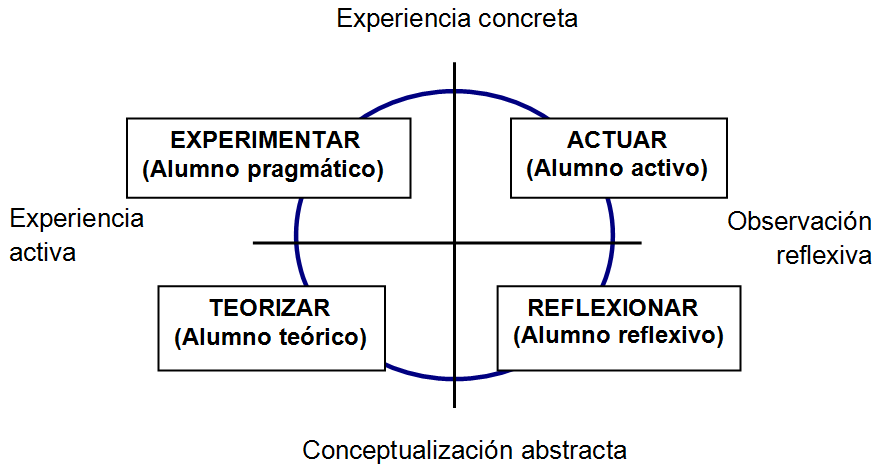 Experiencia concreta
EXPERIMENTAR
(Alumno pragmático)
ACTUAR
(Alumno activo)
Experiencia
activa
Observación
reflexiva
TEORIZAR
(Alumno teórico)
REFLEXIONAR
(Alumno reflexivo)
Conceptualización abstracta